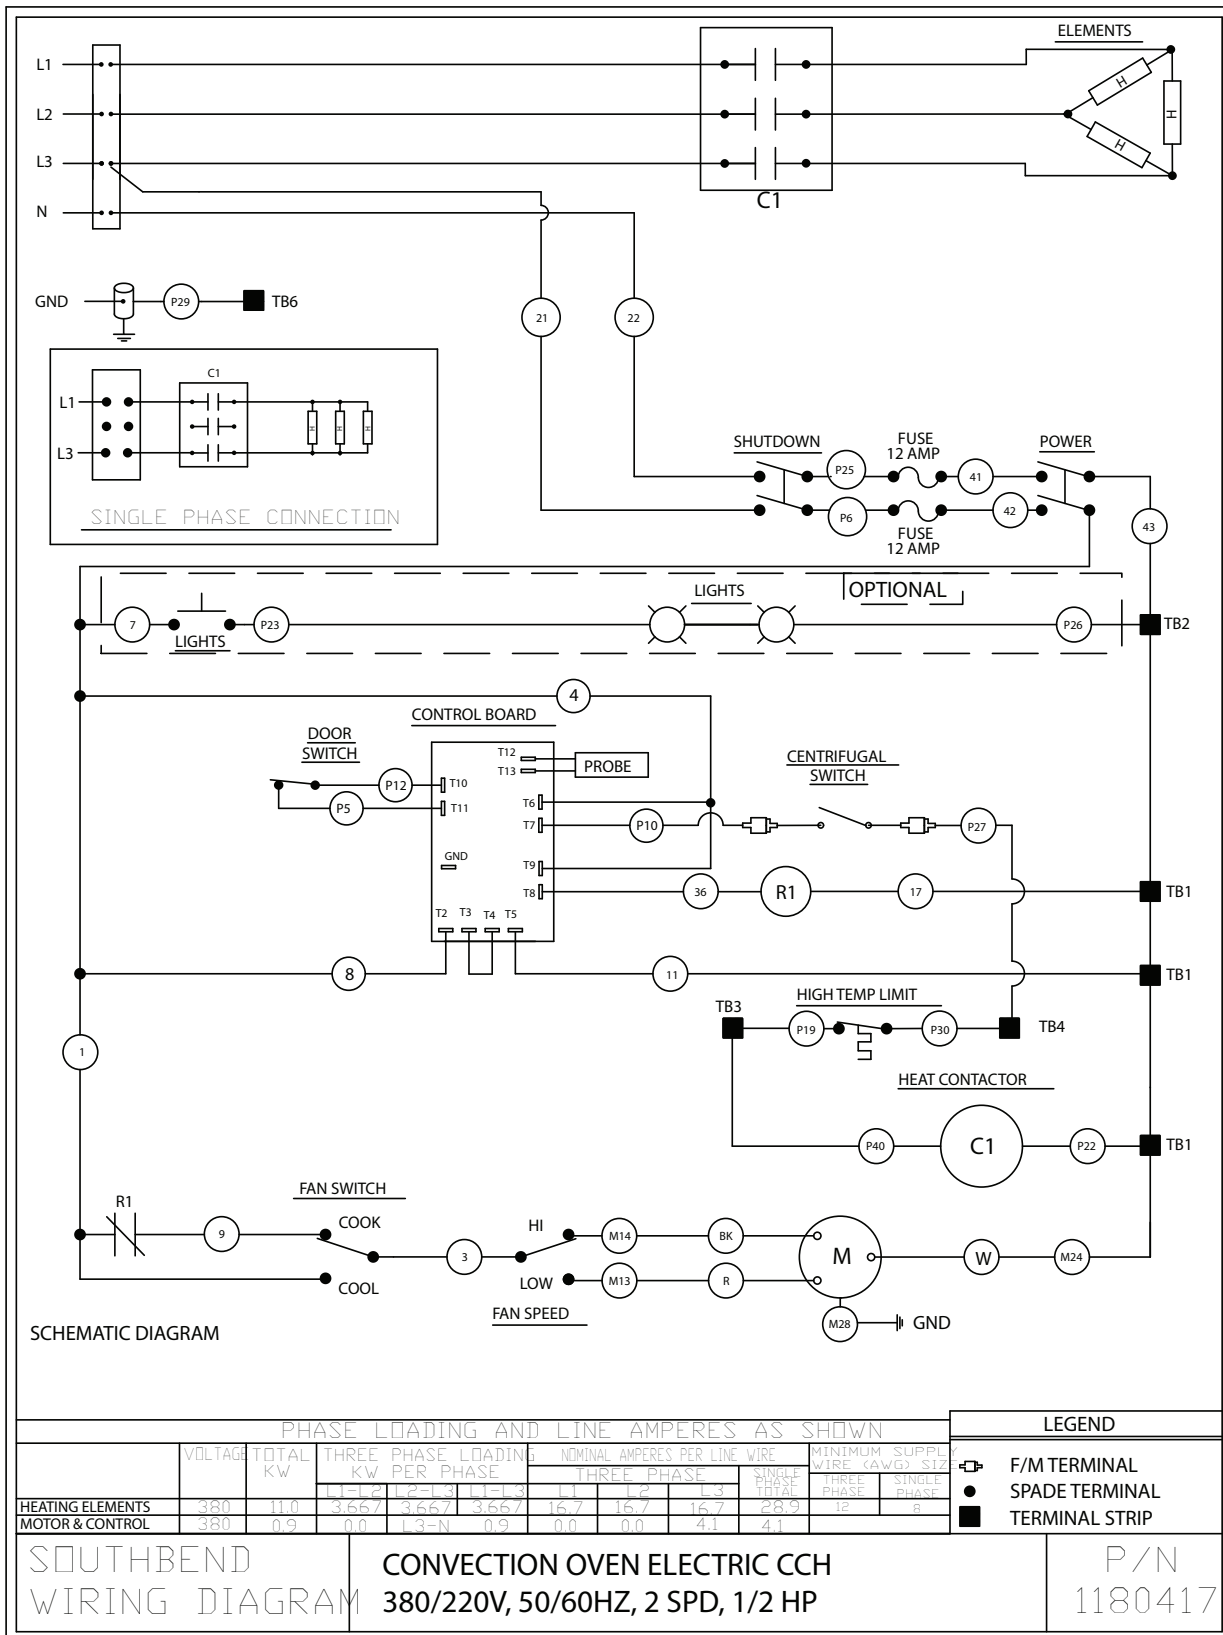 ELEMENTS
L1
L2
L3
N
C1
GND
P29
TB6
21
22
C1
L1
L3
H
H
H
H
H
H
SINGLE PHASE CONNECTION
SHUTDOWN
FUSE
12 AMP
POWER
P25
41
P6
42
FUSE
12 AMP
43
OPTIONAL
LIGHTS
7
P23
LIGHTS
P26
TB2
4
CONTROL BOARD
DOOR
SWITCH
T12
T13
PROBE
CENTRIFUGAL
SWITCH
P12
T10
P5
T11
T6
T7
P10
P27
GND
T9
T8
36
R1
17
TB1
T2
T3
T4
T5
8
11
TB1
HIGH TEMP LIMIT
TB3
P19
P30
TB4
1
HEAT CONTACTOR
P40
C1
P22
TB1
FAN SWITCH
R1
9
COOK
COOL
3
HI
LOW
FAN SPEED
M14
BK
M13
R
M
W
M24
M28
GND
SCHEMATIC DIAGRAM
PHASE LOADING AND LINE AMPERES AS SHOWN
LEGEND
VOLTAGE TOTAL KW THREE PHASE LOADING KW PER PHASE NOMINAL AMPERES PER LINE WIRE MINIMUM SUPPLY WIRE (AWG) SIZE
THREE PHASE SINGLE PHASE TOTAL THREE PHASE SINGLE PHASE
L1-L2 L2-L3 L1-L3 L1 L2 L3
HEATING ELEMENTS 380 11.0 3.667 3.667 3.667 16.7 16.7 16.7 28.9 12 8
MOTOR & CONTROL 380 0.9 0.0 L3-N 0.9 0.0 0.0 4.1 4.1
F/M TERMINAL
SPADE TERMINAL
TERMINAL STRIP
SOUTHBEND
WIRING DIAGRAM
CONVECTION OVEN ELECTRIC CCH
380/220V, 50/60HZ, 2 SPD, 1/2 HP
P/N
1180417